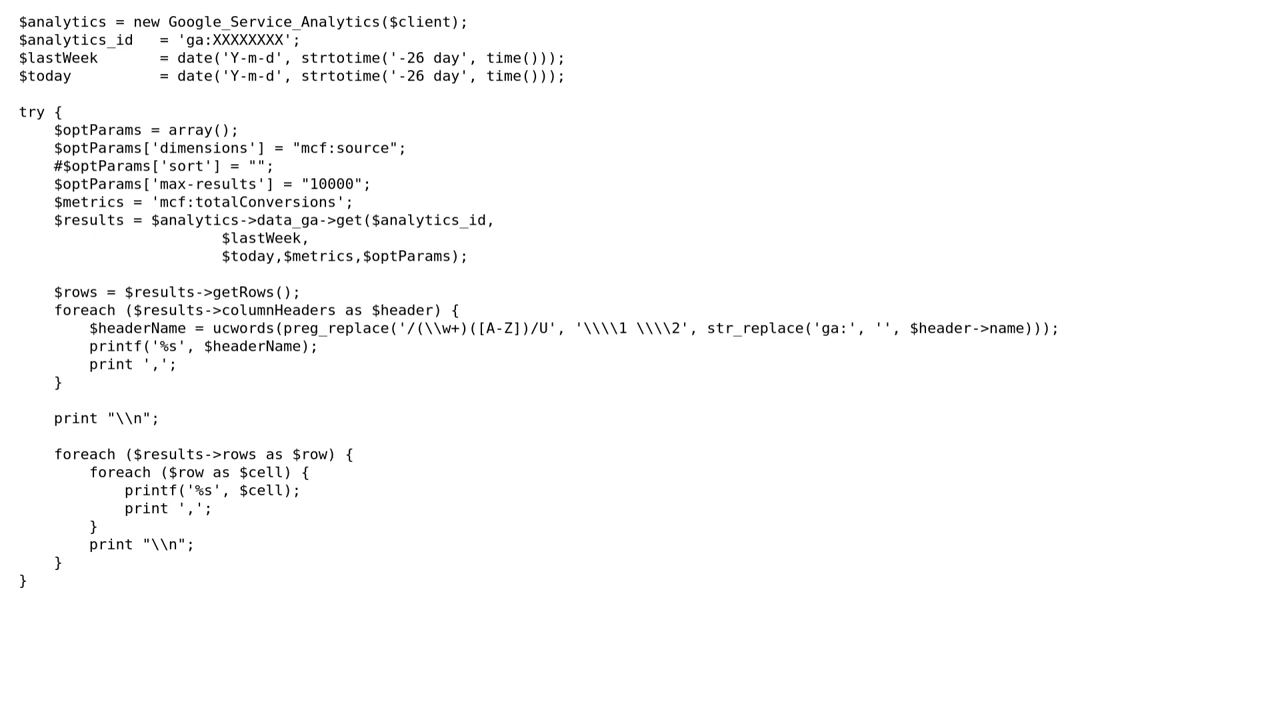 $analytics = new Google_Service_Analytics($client);
$analytics_id   = 'ga:XXXXXXXX';
$lastWeek       = date('Y-m-d', strtotime('-26 day', time()));
$today          = date('Y-m-d', strtotime('-26 day', time()));

try {
    $optParams = array();
    $optParams['dimensions'] = "mcf:source";
    #$optParams['sort'] = "";
    $optParams['max-results'] = "10000";
    $metrics = 'mcf:totalConversions';
    $results = $analytics->data_ga->get($analytics_id,
                       $lastWeek,
                       $today,$metrics,$optParams);

    $rows = $results->getRows();
    foreach ($results->columnHeaders as $header) {
        $headerName = ucwords(preg_replace('/(\\w+)([A-Z])/U', '\\\\1 \\\\2', str_replace('ga:', '', $header->name)));
        printf('%s', $headerName);
        print ',';
    }

    print "\\n";

    foreach ($results->rows as $row) {
        foreach ($row as $cell) {
            printf('%s', $cell);
            print ',';
        }
        print "\\n";
    }
}